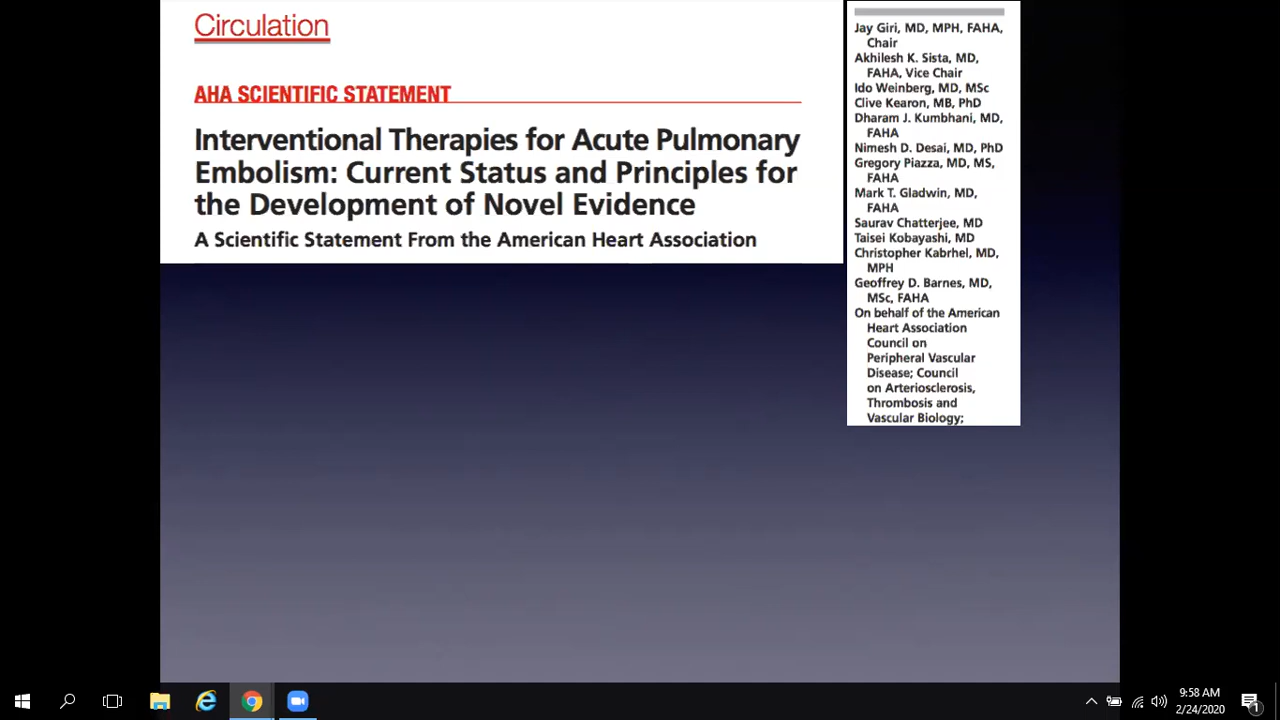 Circulation
AHA SCIENTIFIC STATEMENT
Interventional Therapies for Acute Pulmonary
Embolism: Current Status and Principles for
the Development of Novel Evidence
A Scientific Statement From the American Heart Association
Jay Giri, MD, MPH, FAHA,
Chair
Akhilesh K. Sista, MD,
FAHA, Vice Chair
Ido Weinberg, MD, MSc
Clive Kearon, MB, PhD
Dharam J. Kumbhani, MD,
FAHA
Nimesh D. Desai, MD, PhD
Gregory Piazza, MD, MS,
FAHA
Mark T. Gladwin, MD,
FAHA
Saurav Chatterjee, MD
Taisei Kobayashi, MD
Christopher Kabrhel, MD,
MPH
Geoffrey D. Barnes, MD,
MSc, FAHA
On behalf of the American
Heart Association
Council on
Peripheral Vascular
Disease; Council
on Arteriosclerosis,
Thrombosis and
Vascular Biology;
9:58 AM
2/24/2020
1